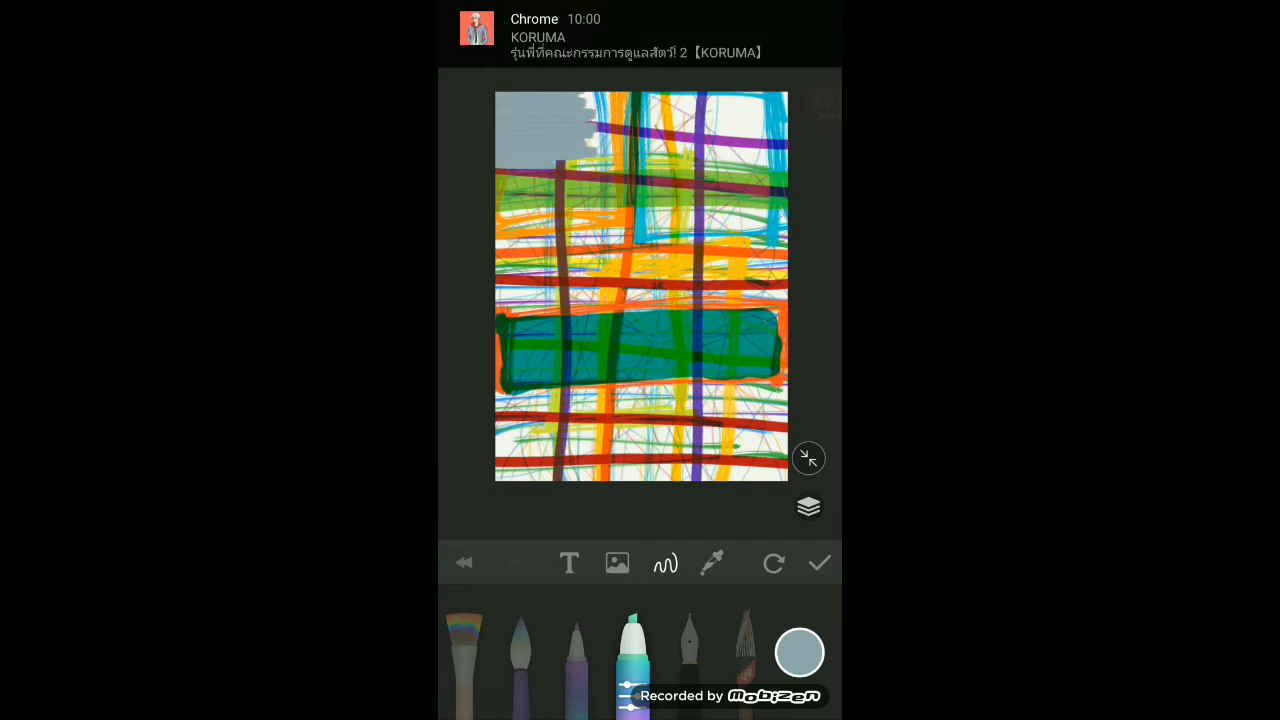 Chrome 10:00
KORUMA
รุ่นพี่ที่คณะกรรมการดูแลสัตว์! 2【KORUMA】
T
VIP
Recorded by Mobizen